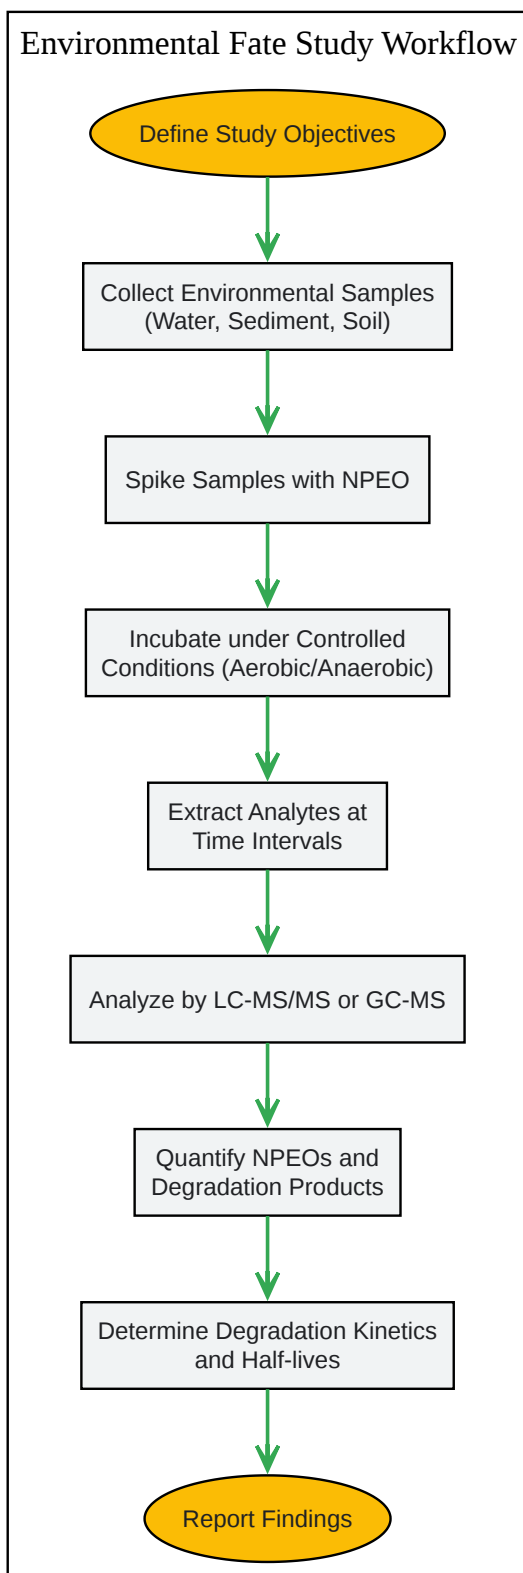 Environmental Fate Study Workflow
Define Study Objectives
Collect Environmental Samples
(Water, Sediment, Soil)
Spike Samples with NPEO
Incubate under Controlled
Conditions (Aerobic/Anaerobic)
Extract Analytes at
Time Intervals
Analyze by LC-MS/MS or GC-MS
Quantify NPEOs and
Degradation Products
Determine Degradation Kinetics
and Half-lives
Report Findings